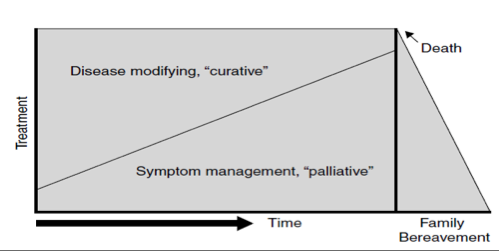 Death
Disease modifying, “curative”
Treatment
Symptom management, “palliative”
Time
Family
Bereavement